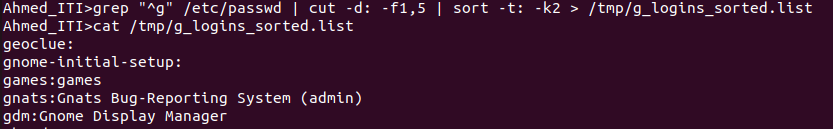 Ahmed_ITI>grep "^g" /etc/passwd | cut -d: -f1,5 | sort -t: -k2 > /tmp/g_logins_sorted.list
Ahmed_ITI>cat /tmp/g_logins_sorted.list
geoclue:
gnome-initial-setup:
games:games
gnats:Gnats Bug-Reporting System (admin)
gdm:Gnome Display Manager